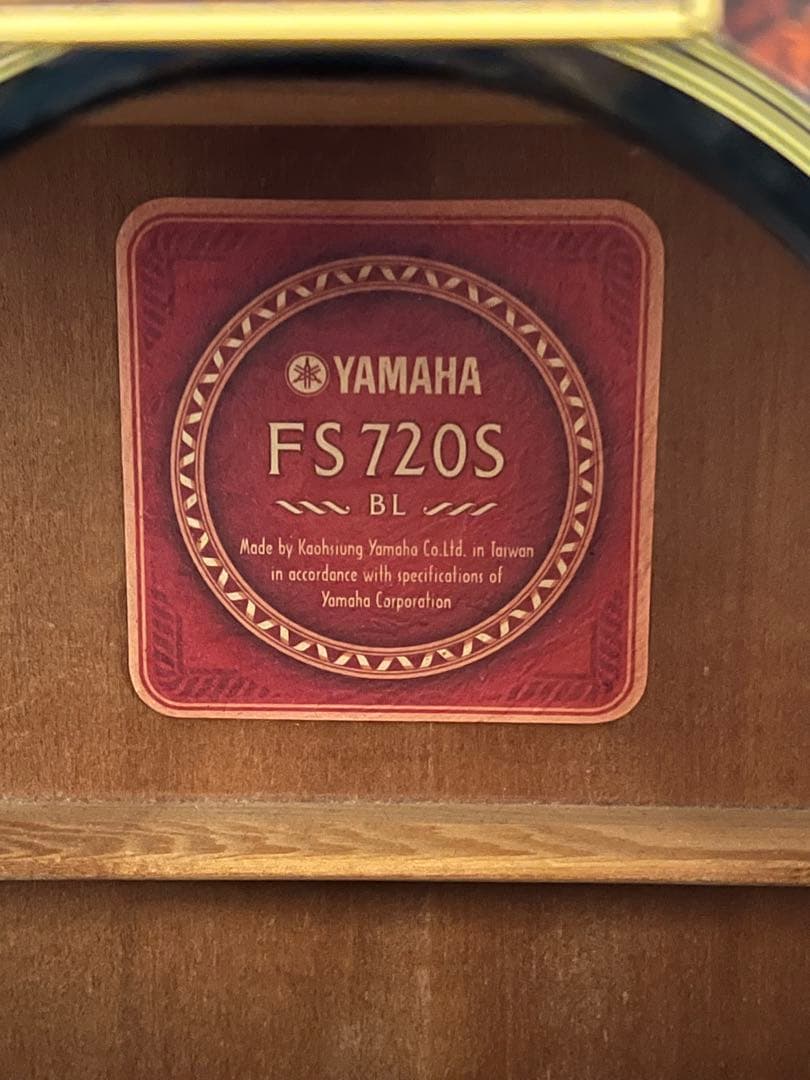 YAMAHA
FS720S
BL
Made by Kaohsiung Yamaha Co.Ltd. in Taiwan
in accordance with specifications of
Yamaha Corporation